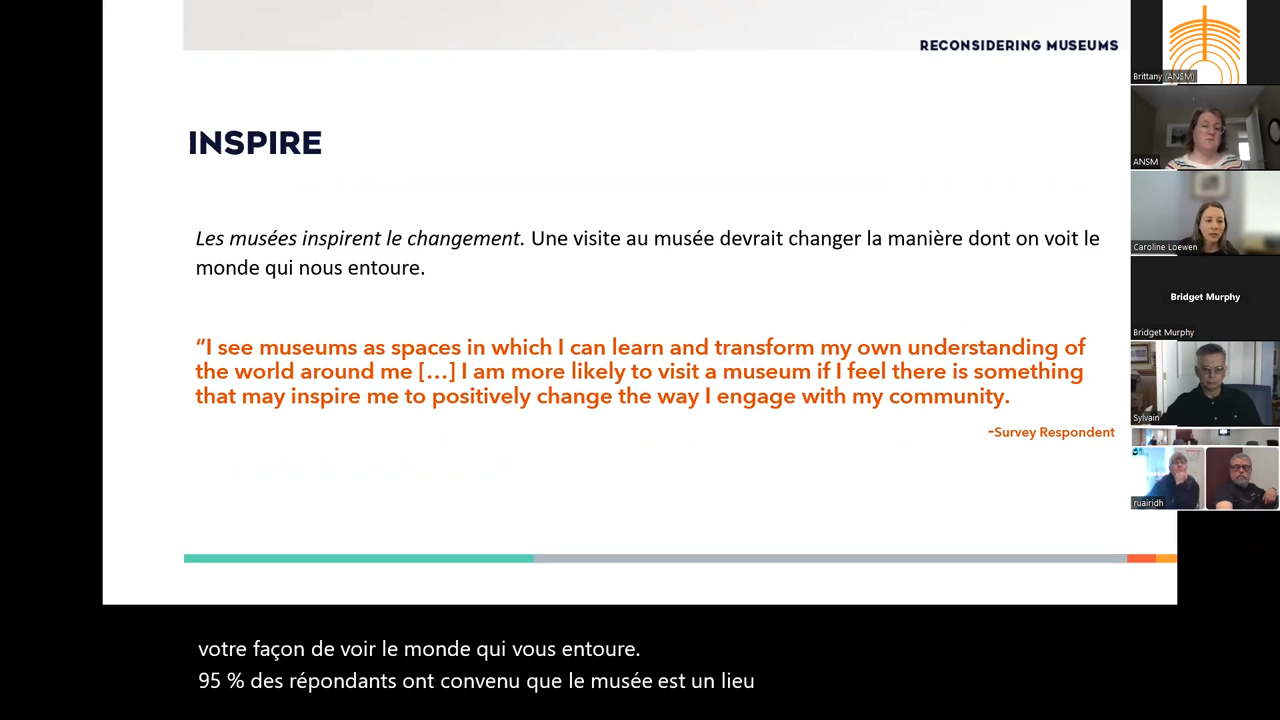 RECONSIDERING MUSEUMS
INSPIRE
Les musées inspirent le changement. Une visite au musée devrait changer la manière dont on voit le
monde qui nous entoure.
“I see museums as spaces in which I can learn and transform my own understanding of
the world around me […] I am more likely to visit a museum if I feel there is something
that may inspire me to positively change the way I engage with my community.
-Survey Respondent
votre façon de voir le monde qui vous entoure.
95 % des répondants ont convenu que le musée est un lieu
Brittany (ANSM)
ANSM
Caroline Loewen
Bridget Murphy
Bridget Murphy
Sylvain
ruairidh